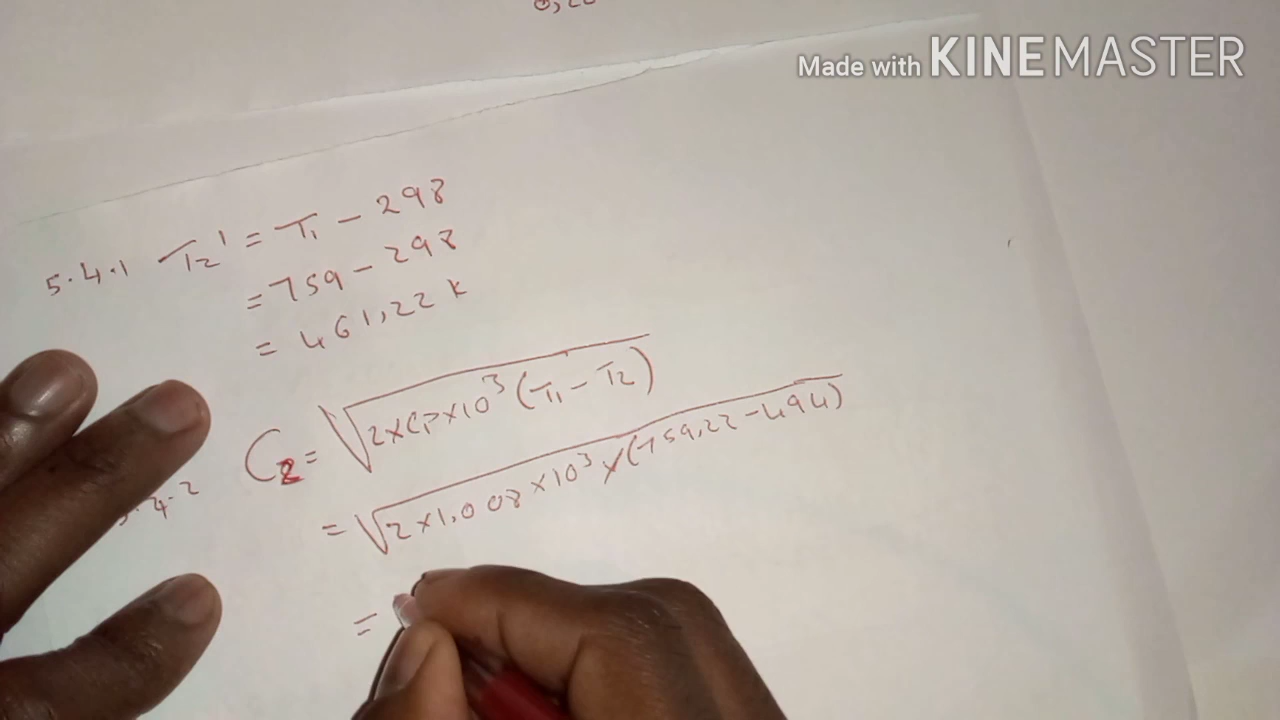 Made with KINEMASTER
5.4.1 T₂' = T₁ - 298
= 759 - 298
= 461,22 K
C₂ = √2×CP×10³(T₁ - T₂)
= √2×1,008×10³×(759,22-494)
=